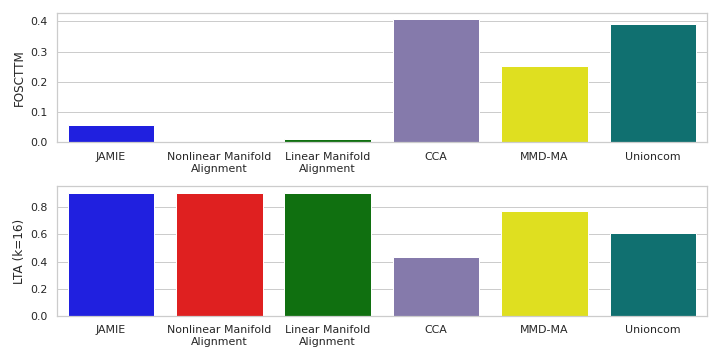 FOSCTTM
0.4
0.3
0.2
0.1
0.0
JAMIE
Nonlinear Manifold
Alignment
Linear Manifold
Alignment
CCA
MMD-MA
Unioncom
LTA (k=16)
0.8
0.6
0.4
0.2
0.0
JAMIE
Nonlinear Manifold
Alignment
Linear Manifold
Alignment
CCA
MMD-MA
Unioncom